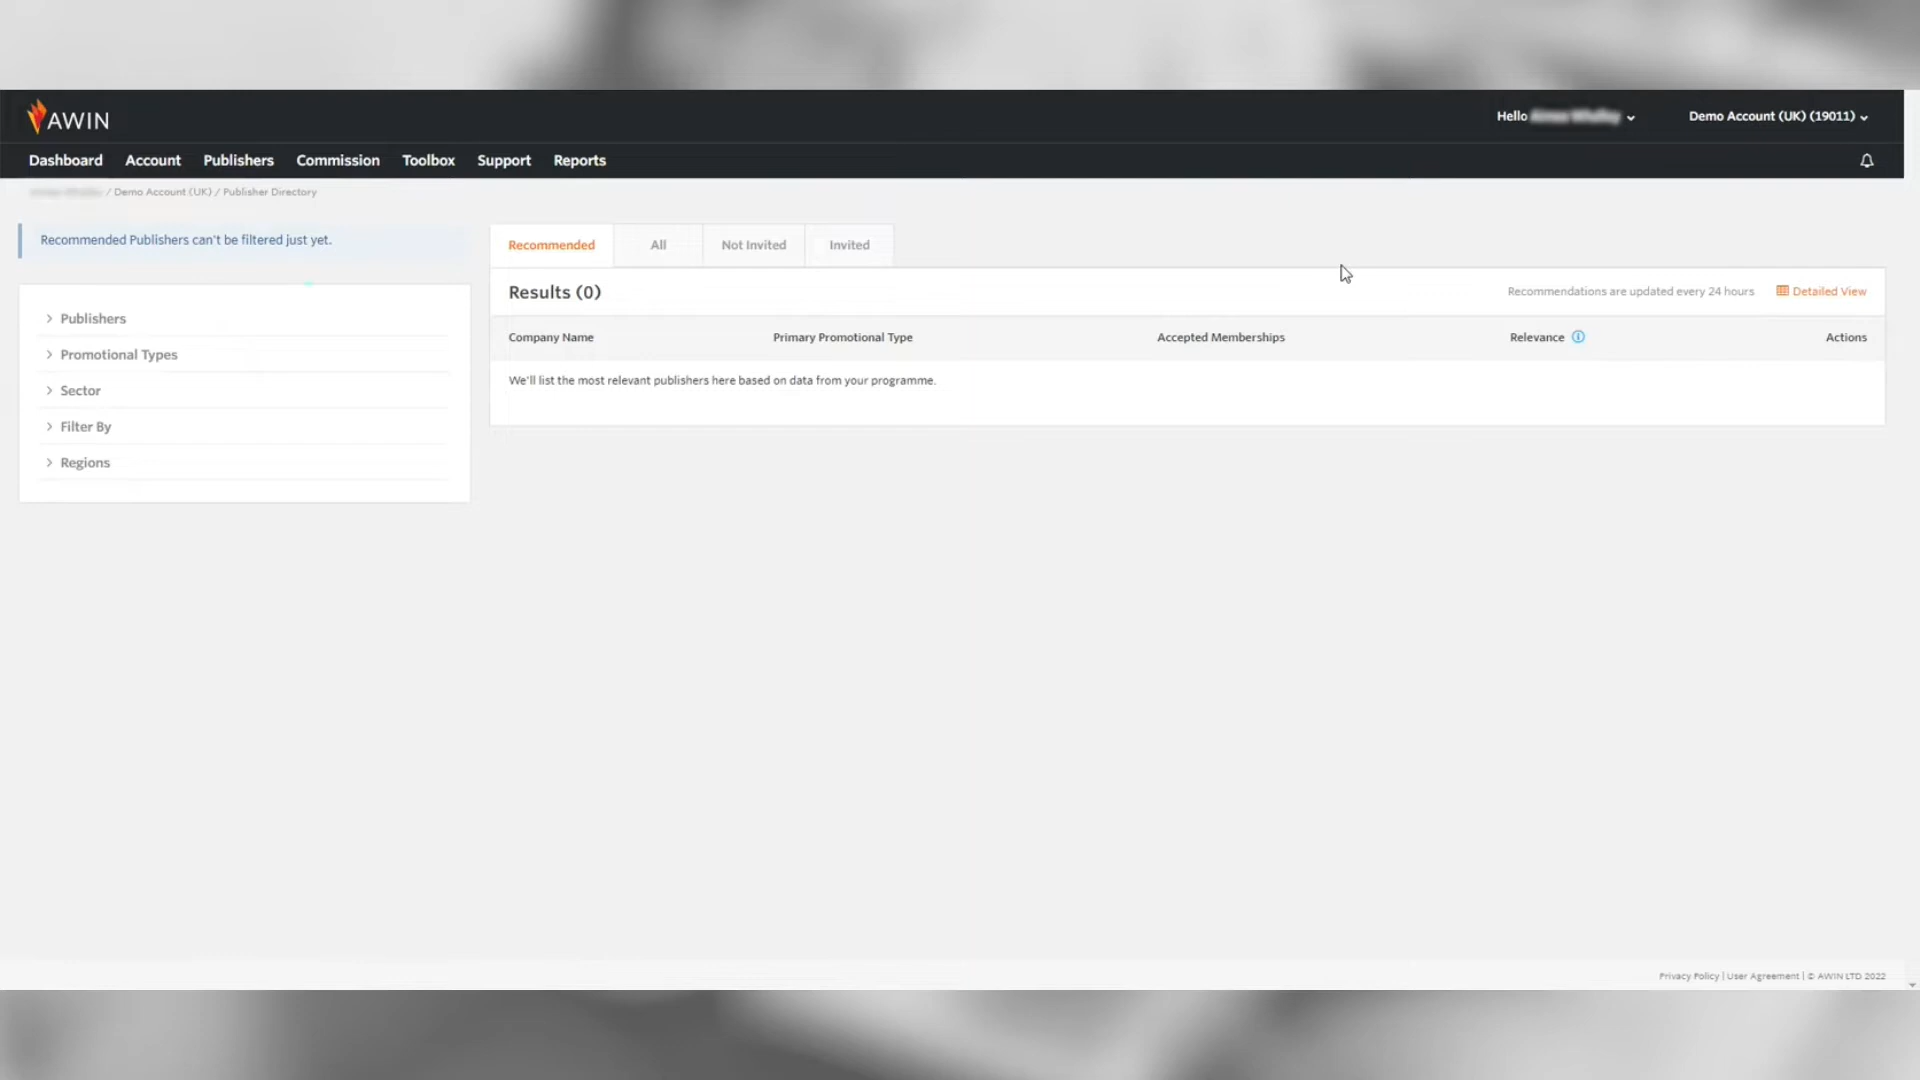 AWIN
Hello
Demo Account (UK) (19011)
Dashboard Account Publishers Commission Toolbox Support Reports
/ Demo Account (UK) / Publisher Directory
Recommended Publishers can't be filtered just yet.
Publishers
Promotional Types
Sector
Filter By
Regions
Recommended All Not Invited Invited
Results (0)
Recommendations are updated every 24 hours Detailed View
Company Name Primary Promotional Type Accepted Memberships Relevance Actions
We'll list the most relevant publishers here based on data from your programme.
Privacy Policy | User Agreement | © AWIN LTD 2022